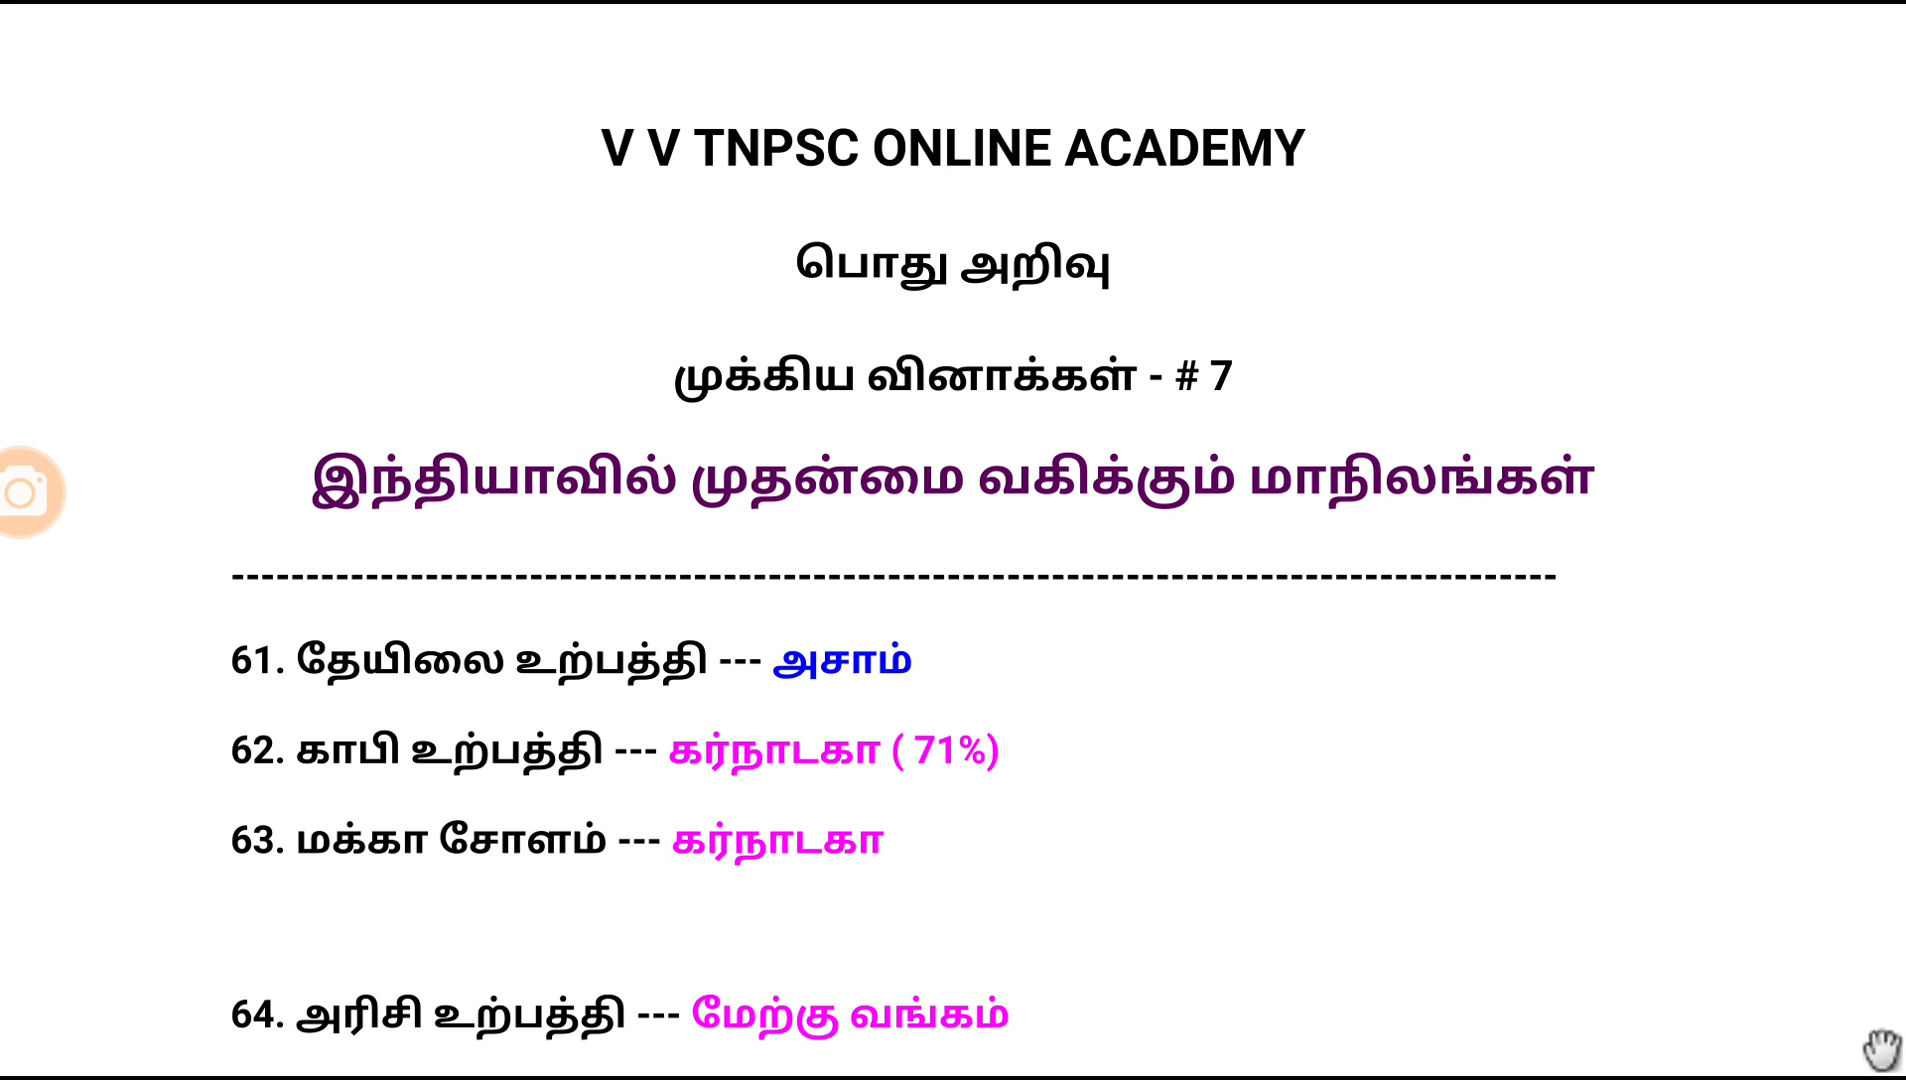 V V TNPSC ONLINE ACADEMY
பொது அறிவு
முக்கிய வினாக்கள் - # 7
இந்தியாவில் முதன்மை வகிக்கும் மாநிலங்கள்
-----------------------------------------------------------------------------------------
61. தேயிலை உற்பத்தி --- அசாம்
62. காபி உற்பத்தி --- கர்நாடகா ( 71%)
63. மக்கா சோளம் --- கர்நாடகா
64. அரிசி உற்பத்தி --- மேற்கு வங்கம்